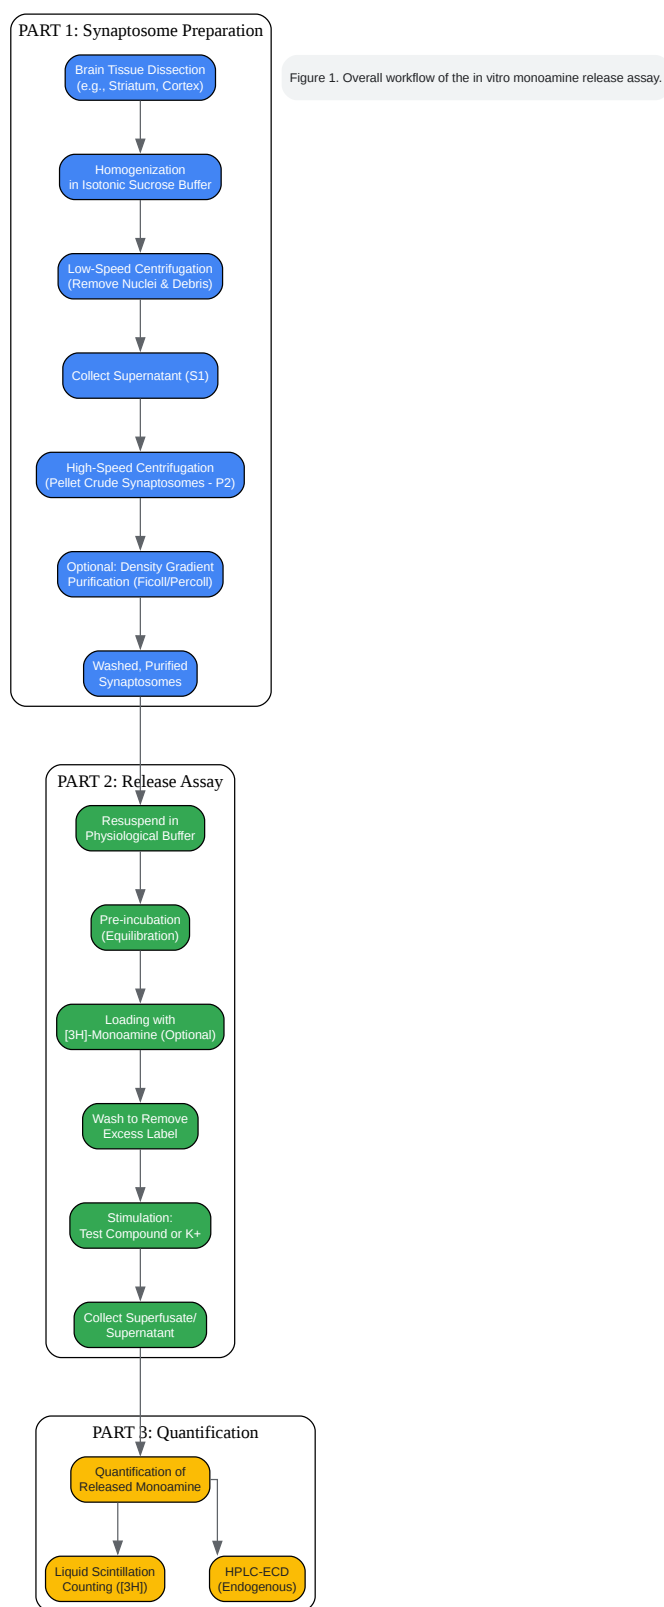 PART 1: Synaptosome Preparation
Brain Tissue Dissection
(e.g., Striatum, Cortex)
Figure 1. Overall workflow of the in vitro monoamine release assay.
Homogenization
in Isotonic Sucrose Buffer
Low-Speed Centrifugation
(Remove Nuclei & Debris)
Collect Supernatant (S1)
High-Speed Centrifugation
(Pellet Crude Synaptosomes - P2)
Optional: Density Gradient
Purification (Ficoll/Percoll)
Washed, Purified
Synaptosomes
PART 2: Release Assay
Resuspend in
Physiological Buffer
Pre-incubation
(Equilibration)
Loading with
[3H]-Monoamine (Optional)
Wash to Remove
Excess Label
Stimulation:
Test Compound or K+
Collect Superfusate/
Supernatant
PART 3: Quantification
Quantification of
Released Monoamine
Liquid Scintillation
Counting ([3H])
HPLC-ECD
(Endogenous)